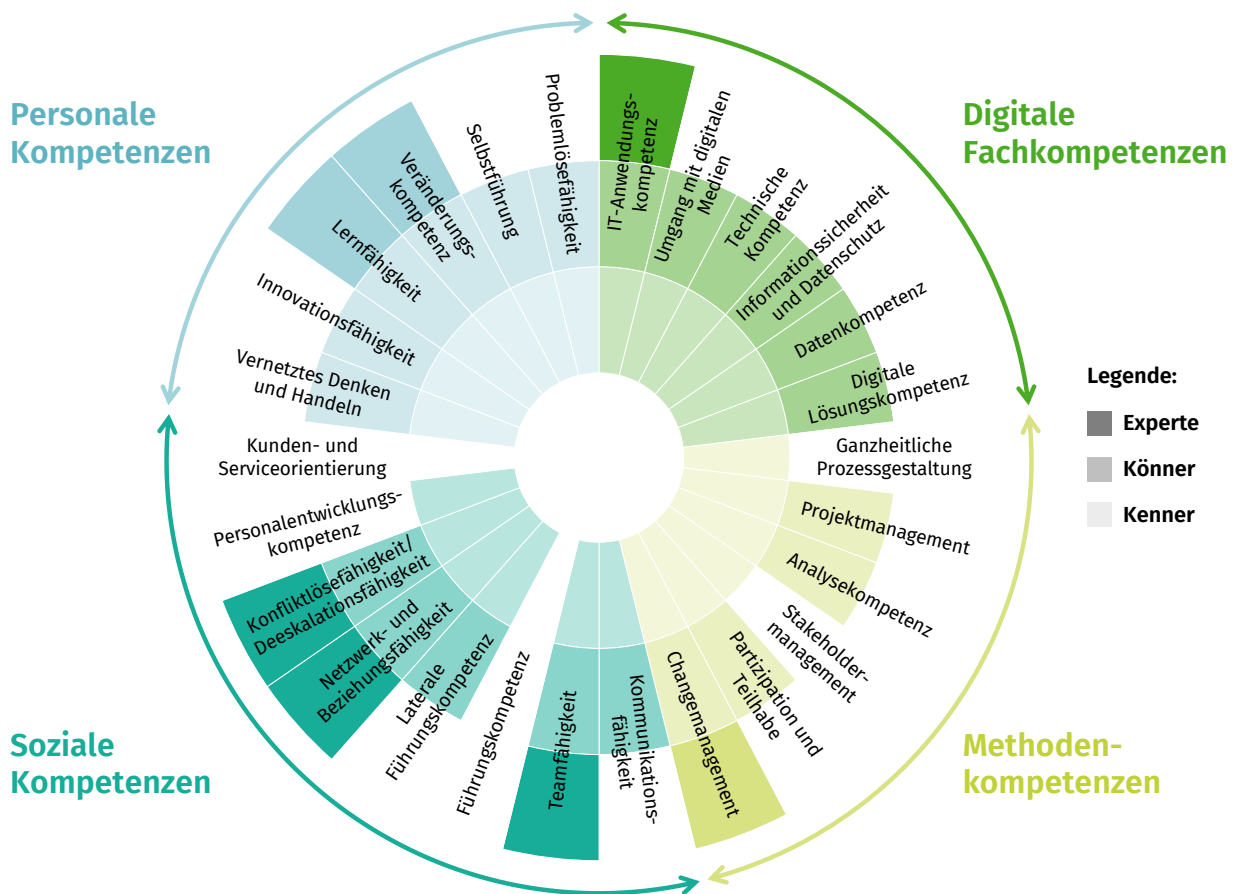 Personale
Kompetenzen
Digitale
Fachkompetenzen
Problemlösefähigkeit
Selbstführung
Veränderungs-
kompetenz
Lernfähigkeit
Innovationsfähigkeit
Vernetztes Denken
und Handeln
IT-Anwendungs-
kompetenz
Umgang mit digitalen
Medien
Technische
Kompetenz
Informationssicherheit
und Datenschutz
Datenkompetenz
Digitale
Lösungskompetenz
Legende:
Experte
Könner
Kenner
Ganzheitliche
Prozessgestaltung
Projektmanagement
Analysekompetenz
Stakeholder-
management
Partizipation und
Teilhabe
Changemanagement
Kunden- und
Serviceorientierung
Personalentwicklungs-
kompetenz
Konfliktlösefähigkeit/
Deeskalationsfähigkeit
Netzwerk- und
Beziehungsfähigkeit
Laterale
Führungskompetenz
Führungskompetenz
Teamfähigkeit
Kommunikations-
fähigkeit
Soziale
Kompetenzen
Methoden-
kompetenzen